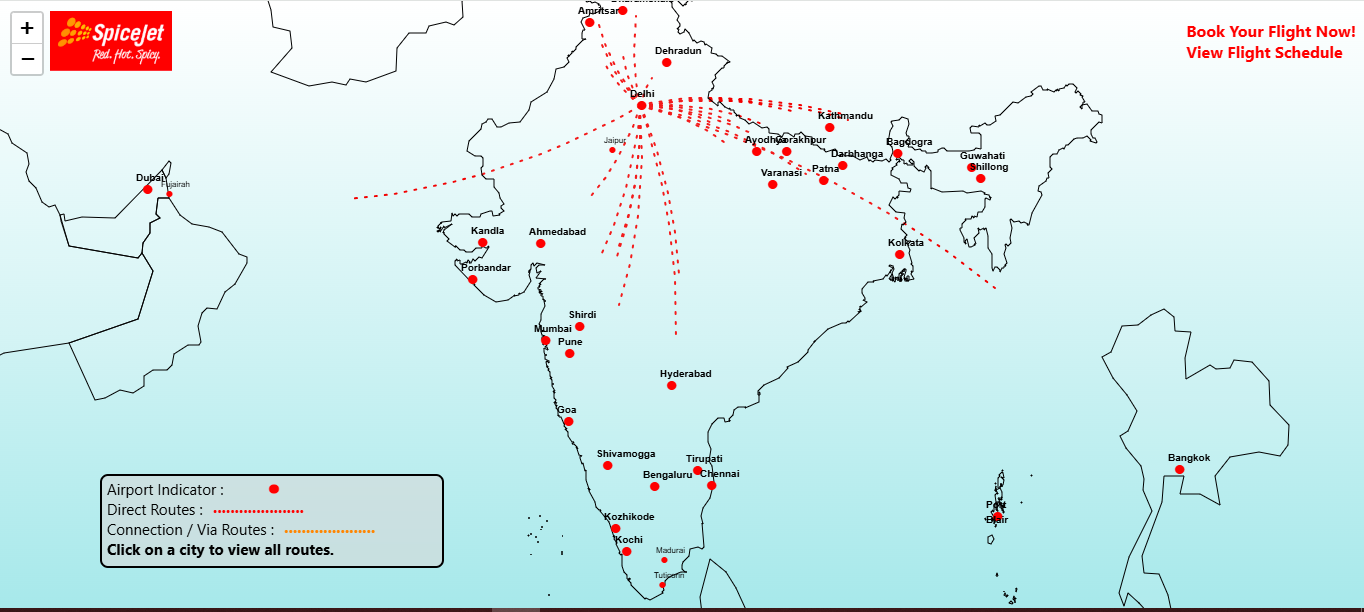 +
−
SpiceJet
Red. Hot. Spicy.
Book Your Flight Now!
View Flight Schedule
Amritsar
Dehradun
Delhi
Kathmandu
Jaipur
Ayodhya
Gorakhpur
Bagdogra
Darbhanga
Guwahati
Shillong
Patna
Varanasi
Dubai
Fujairah
Kandla
Ahmedabad
Kolkata
Porbandar
Shirdi
Mumbai
Pune
Hyderabad
Goa
Shivamogga
Tirupati
Bengaluru
Chennai
Bangkok
Port
Blair
Kozhikode
Kochi
Madurai
Tuticorin
Airport Indicator :
Direct Routes :
Connection / Via Routes :
Click on a city to view all routes.